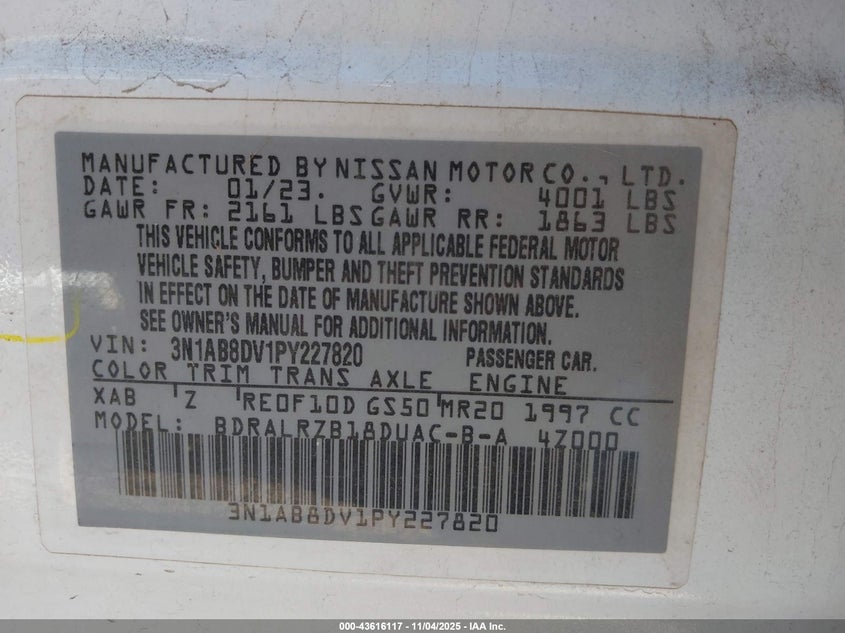 MANUFACTURED BY NISSAN MOTOR CO., LTD.
DATE: 01/23. GVWR: 4001 LBS
GAWR FR: 2161 LBS GAWR RR: 1863 LBS
THIS VEHICLE CONFORMS TO ALL APPLICABLE FEDERAL MOTOR
VEHICLE SAFETY, BUMPER AND THEFT PREVENTION STANDARDS
IN EFFECT ON THE DATE OF MANUFACTURE SHOWN ABOVE.
SEE OWNER'S MANUAL FOR ADDITIONAL INFORMATION.
VIN: 3N1AB8DV1PY227820 PASSENGER CAR.
COLOR TRIM TRANS AXLE ENGINE
XAB Z RE0F10D GS50 MR20 1997 CC
MODEL: BDRALRZB18DUAC-B-A 4Z000
3N1AB8DV1PY227820
000-43616117 - 11/04/2025 - IAA Inc.